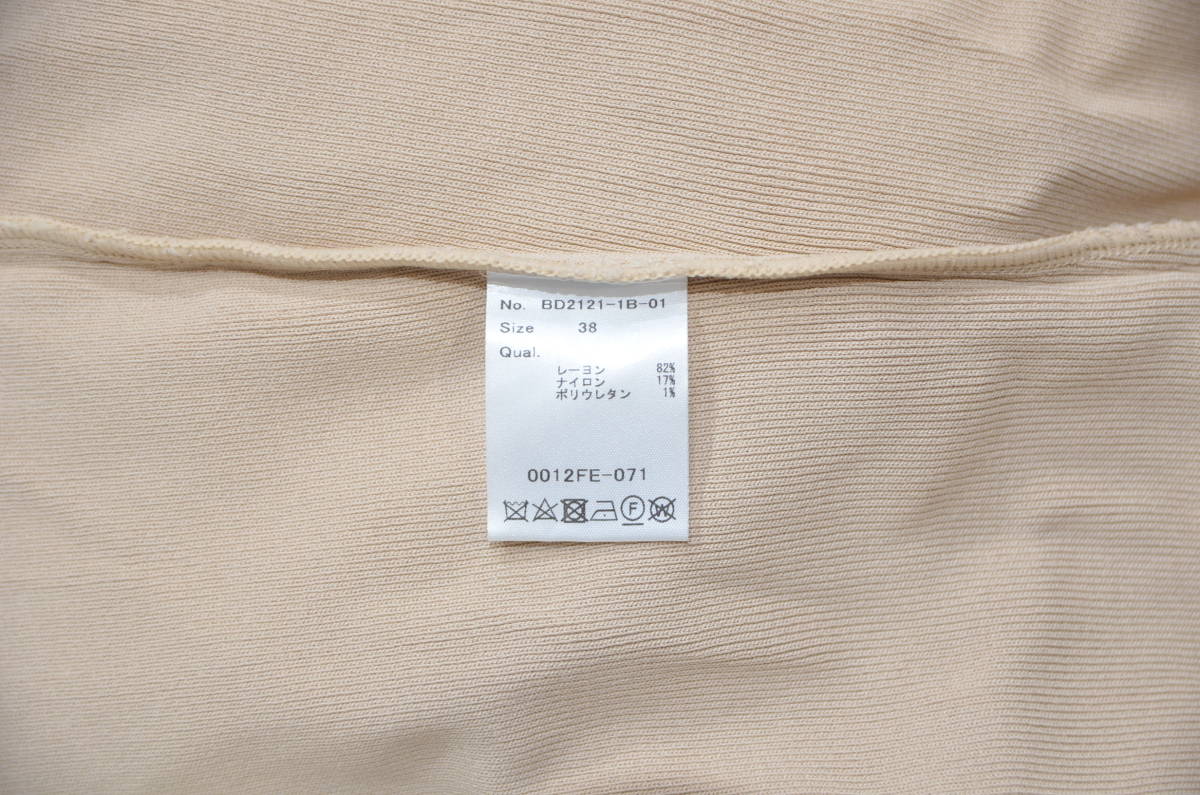 No. BD2121-1B-01
Size 38
Qual.
レーヨン 82%
ナイロン 17%
ポリウレタン 1%
0012FE-071
F W